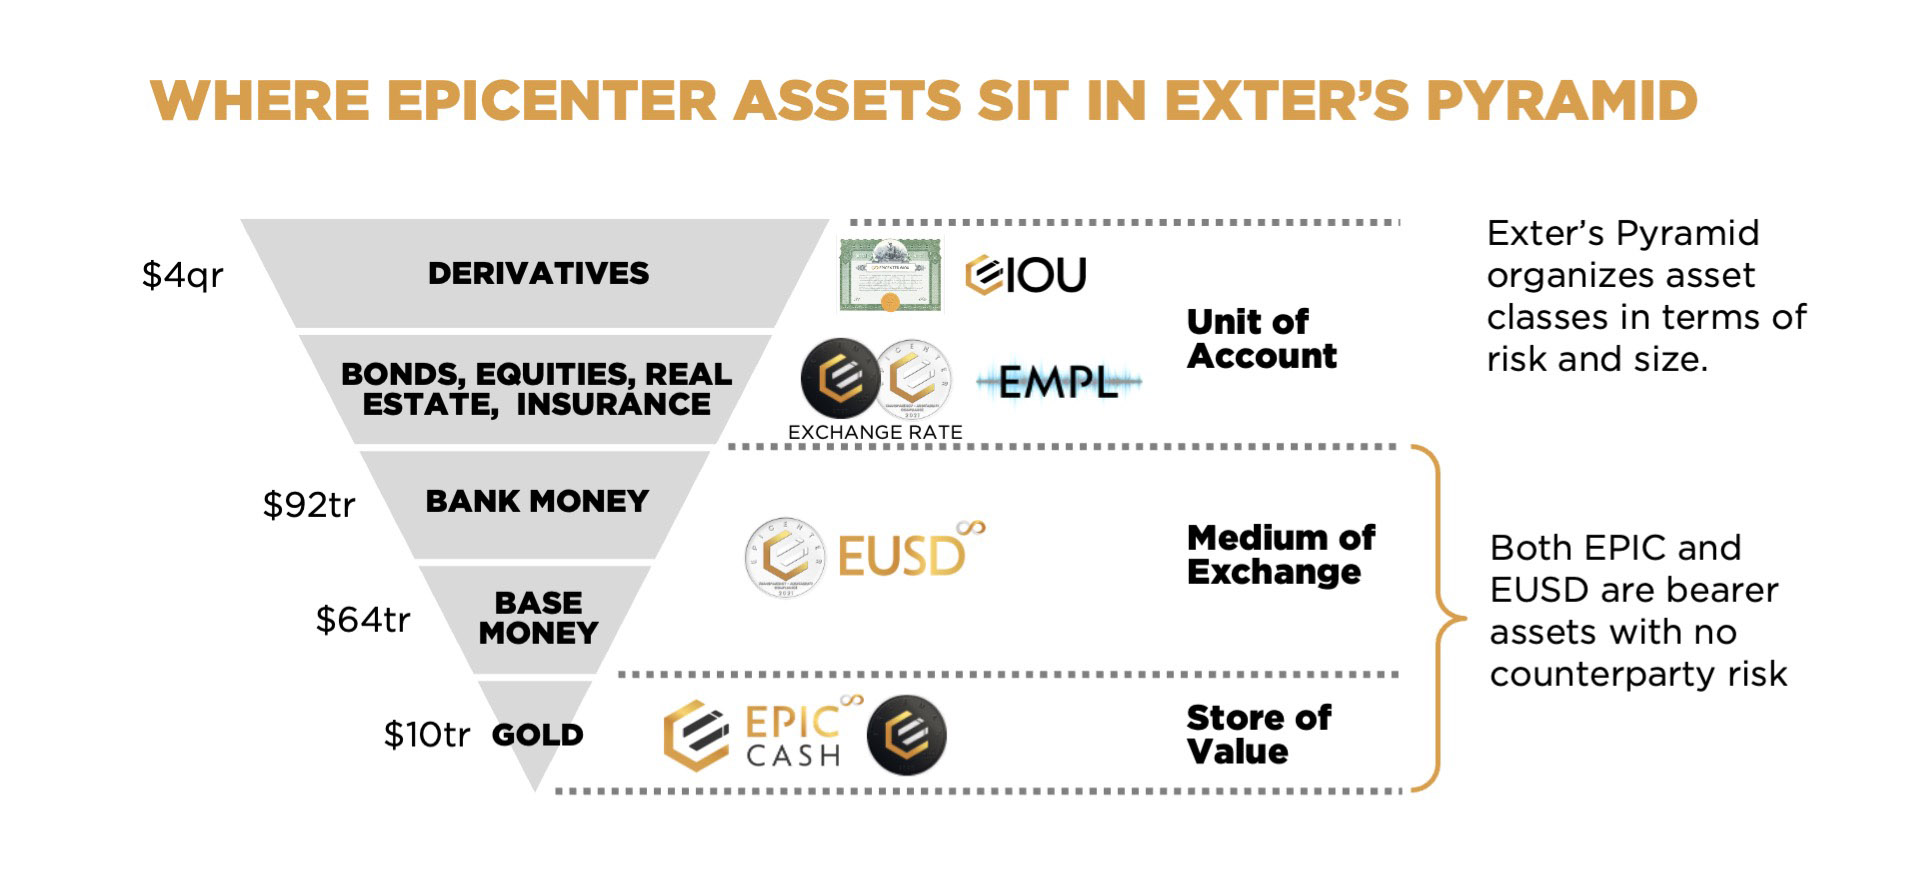 WHERE EPICENTER ASSETS SIT IN EXTER'S PYRAMID
$4qr
DERIVATIVES
EIOU
BONDS, EQUITIES, REAL
ESTATE,  INSURANCE
EMPL
EXCHANGE RATE
Unit of
Account
Exter's Pyramid
organizes asset
classes in terms of
risk and size.
$92tr
BANK MONEY
EPICENTER
2021
EUSD
Medium of
Exchange
$64tr
BASE
MONEY
Both EPIC and
EUSD are bearer
assets with no
counterparty risk
$10tr
GOLD
EPIC
CASH
Store of
Value